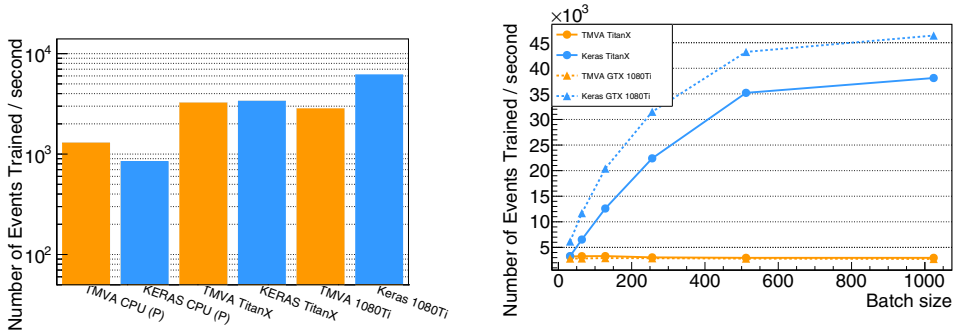 Number of Events Trained / second
10^4
10^3
10^2
TMVA CPU (P)
KERAS CPU (P)
TMVA TitanX
KERAS TitanX
TMVA 1080Ti
Keras 1080Ti
×10^3
Number of Events Trained / second
45
40
35
30
25
20
15
10
5
TMVA TitanX
Keras TitanX
TMVA GTX 1080Ti
Keras GTX 1080Ti
0 200 400 600 800 1000
Batch size